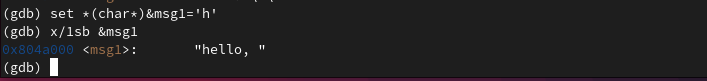 (gdb) set *(char*)&msg1='h'
(gdb) x/1sb &msg1
0x804a000 <msg1>:       "hello, "
(gdb)